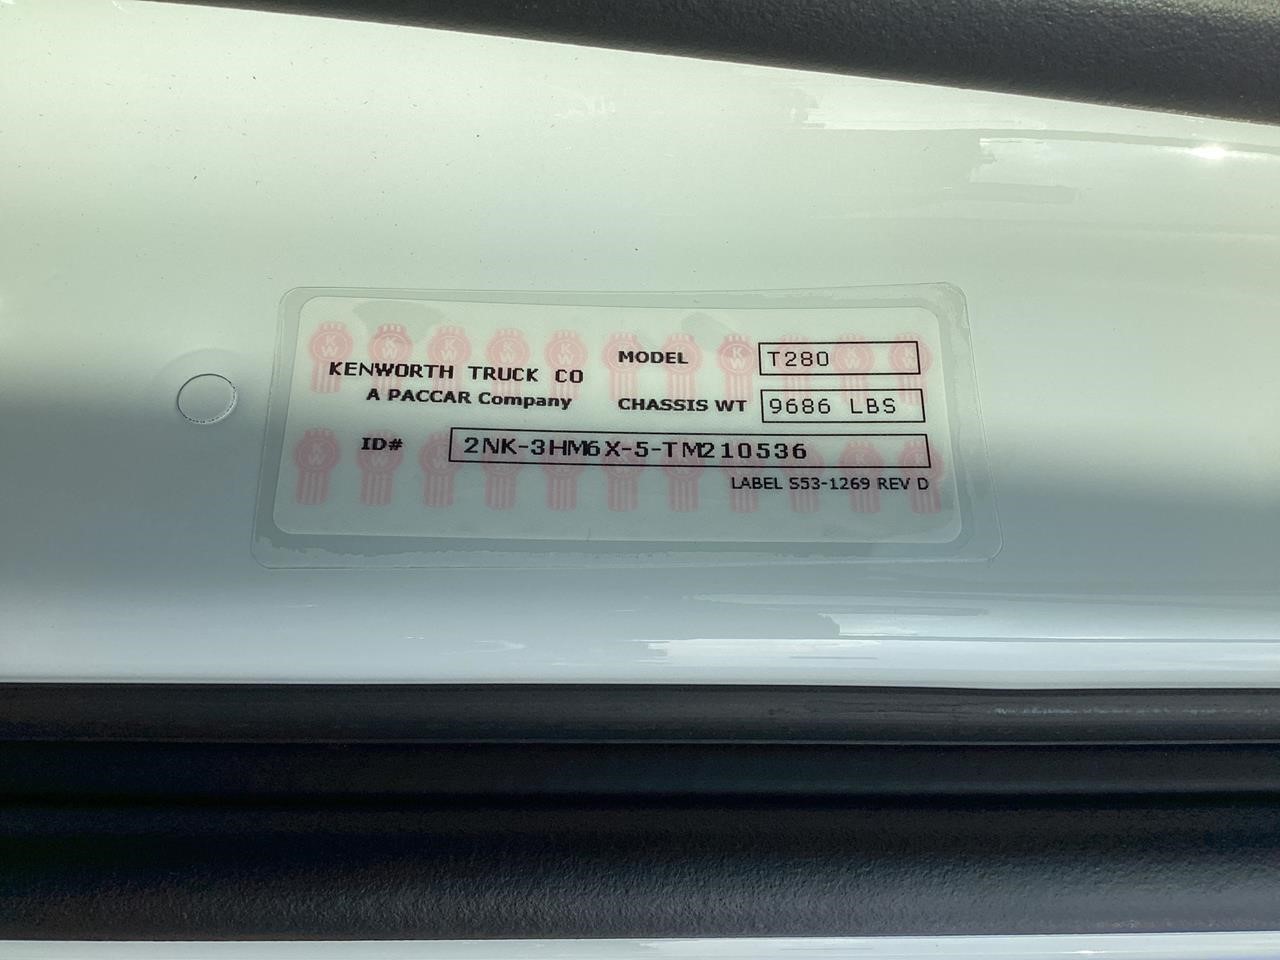 KENWORTH TRUCK CO
A PACCAR Company
MODEL T280
CHASSIS WT 9686 LBS
ID# 2NK-3HM6X-5-TM210536
LABEL S53-1269 REV D